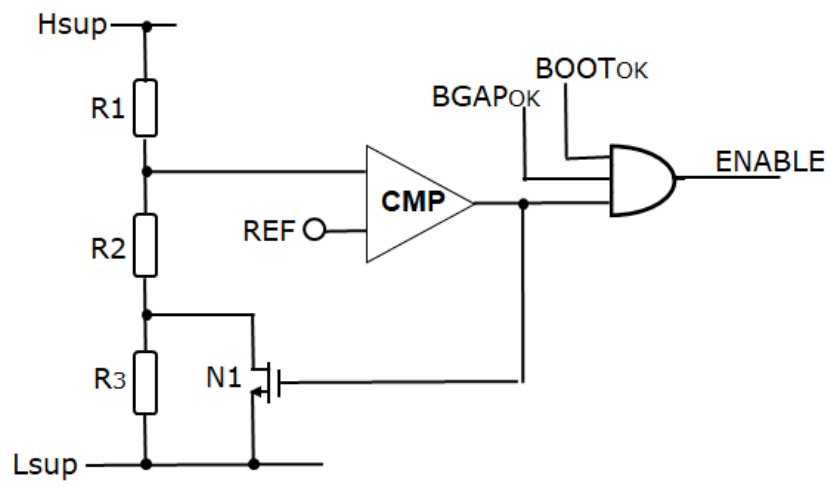 Hsup
BOOTOK
BGAPOK
R1
ENABLE
CMP
REF
R2
R3
N1
Lsup